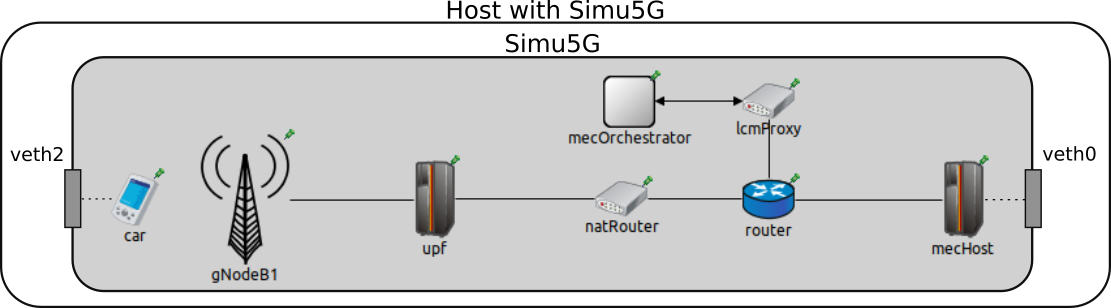 Host with Simu5G
Simu5G
mecOrchestrator
lcmProxy
veth2
veth0
car
gNodeB1
upf
natRouter
router
mecHost